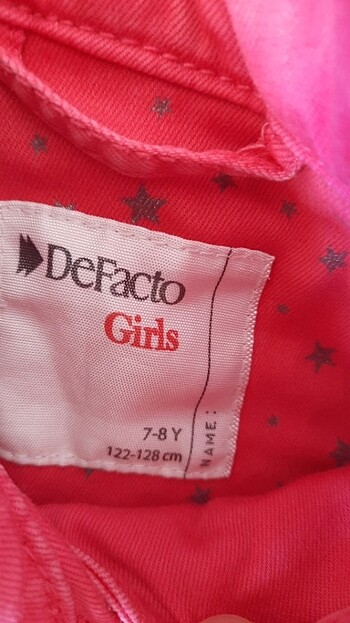 DeFacto
Girls
7-8 Y
122-128 cm
NAME: